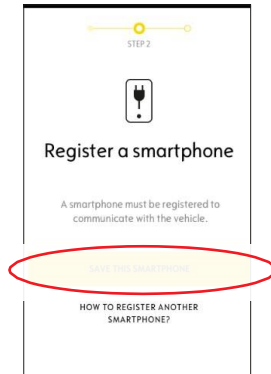 STEP 2
Register a smartphone
A smartphone must be registered to
communicate with the vehicle.
SAVE THIS SMARTPHONE
HOW TO REGISTER ANOTHER
SMARTPHONE?